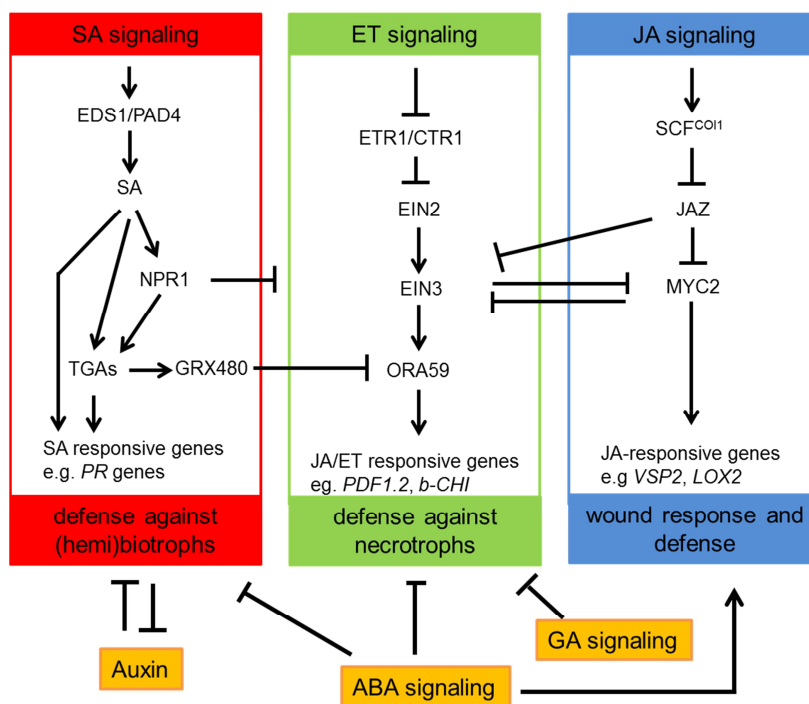 SA signaling
EDS1/PAD4
SA
NPR1
TGAs
GRX480
SA responsive genes
e.g. PR genes
defense against
(hemi)biotrophs
ET signaling
ETR1/CTR1
EIN2
EIN3
ORA59
JA/ET responsive genes
eg. PDF1.2, b-CHI
defense against
necrotrophs
JA signaling
SCFCOI1
JAZ
MYC2
JA-responsive genes
e.g VSP2, LOX2
wound response and
defense
Auxin
ABA signaling
GA signaling